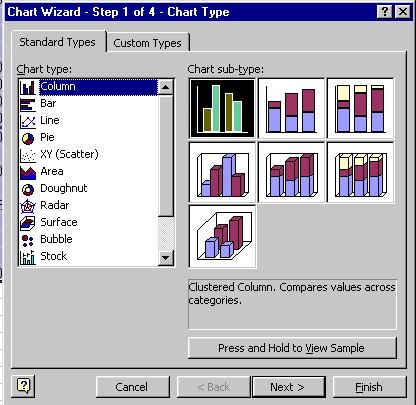 Chart Wizard - Step 1 of 4 - Chart Type
Standard Types
Custom Types
Chart type:
Column
Bar
Line
Pie
XY (Scatter)
Area
Doughnut
Radar
Surface
Bubble
Stock
Chart sub-type:
Clustered Column. Compares values across
categories.
Press and Hold to View Sample
Cancel
< Back
Next >
Finish